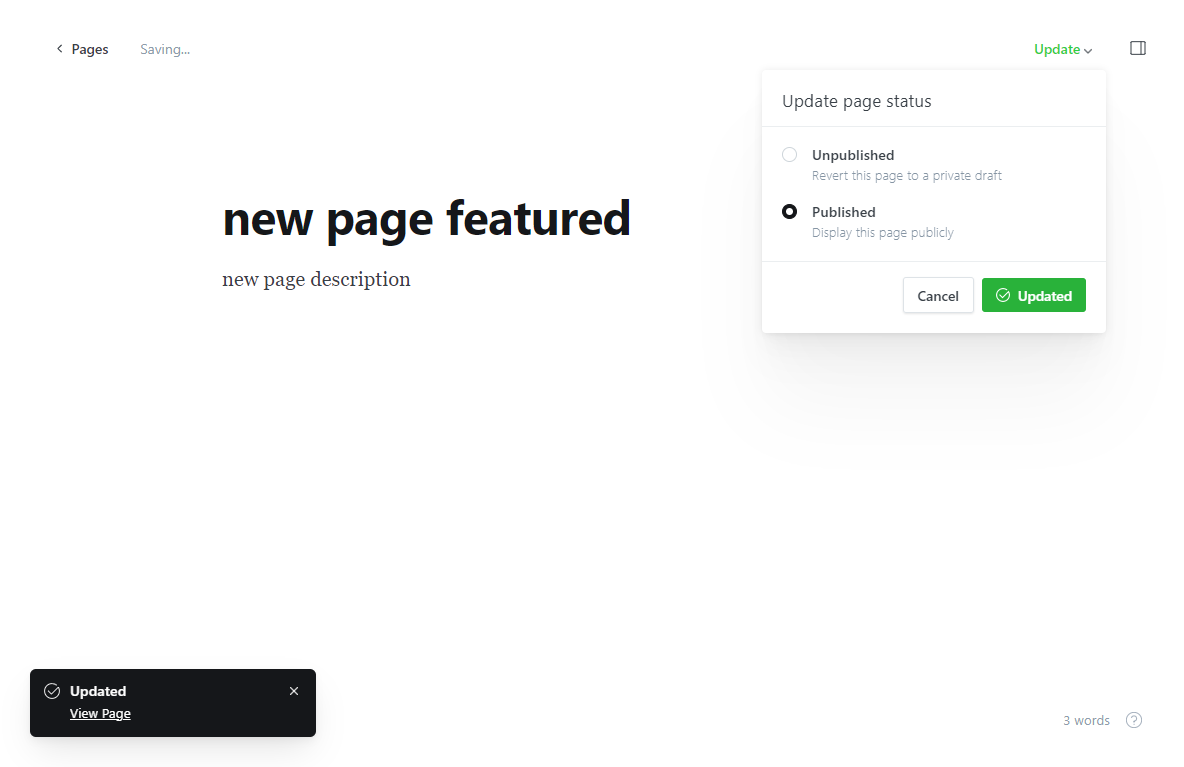 Pages
Saving...
Update
Update page status
Unpublished
Revert this page to a private draft
Published
Display this page publicly
Cancel
Updated
new page featured
new page description
Updated
View Page
3 words
?